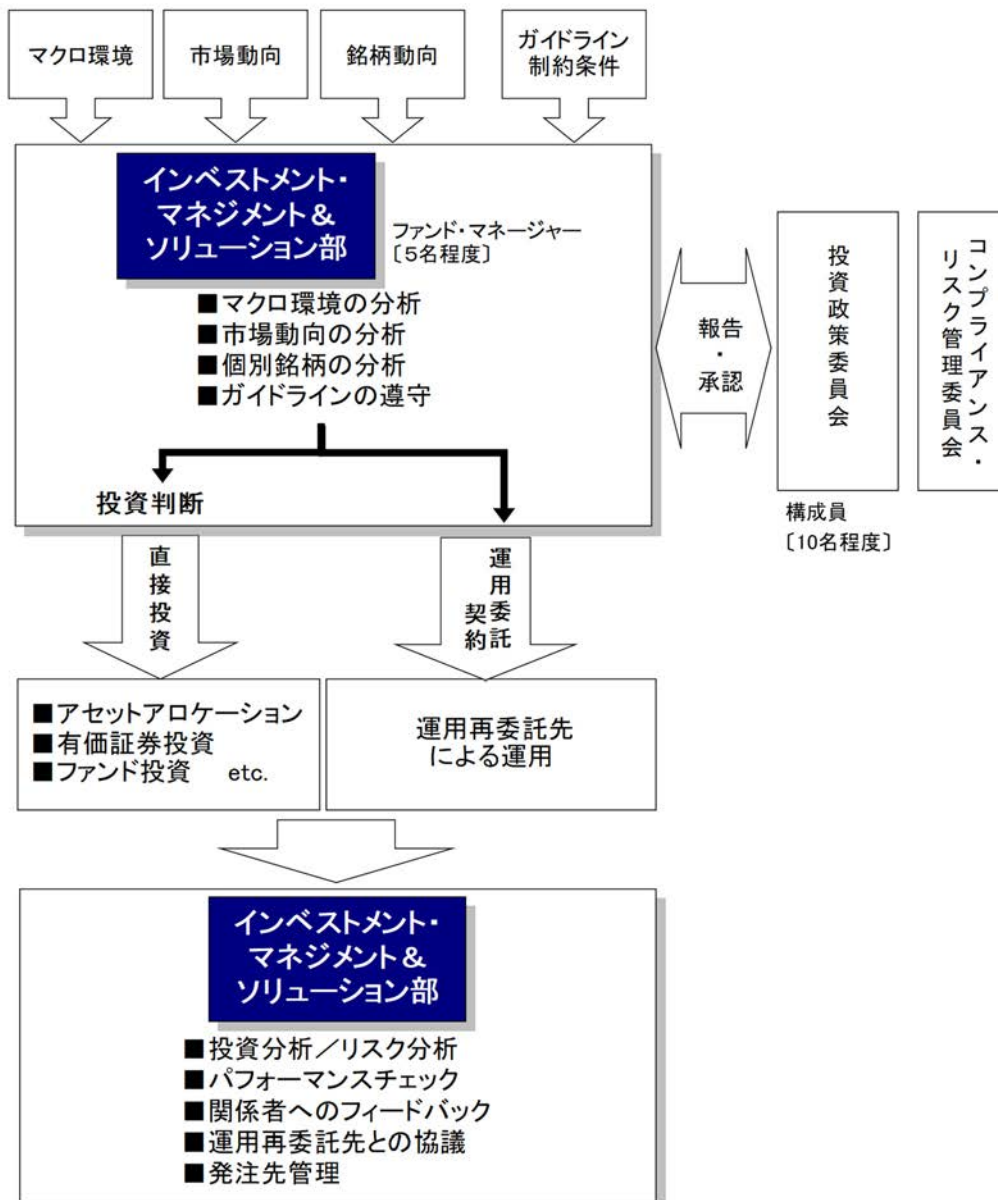 マクロ環境
市場動向
銘柄動向
ガイドライン
制約条件
インベストメント・
マネジメント＆
ソリューション部
ファンド・マネージャー
〔5名程度〕
■マクロ環境の分析
■市場動向の分析
■個別銘柄の分析
■ガイドラインの遵守
投資判断
報告
・
承認
投資政策委員会
コンプライアンス・
リスク管理委員会
構成員
〔10名程度〕
直接投資
運用委託
契約
■アセットアロケーション
■有価証券投資
■ファンド投資 etc.
運用再委託先
による運用
インベストメント・
マネジメント＆
ソリューション部
■投資分析／リスク分析
■パフォーマンスチェック
■関係者へのフィードバック
■運用再委託先との協議
■発注先管理